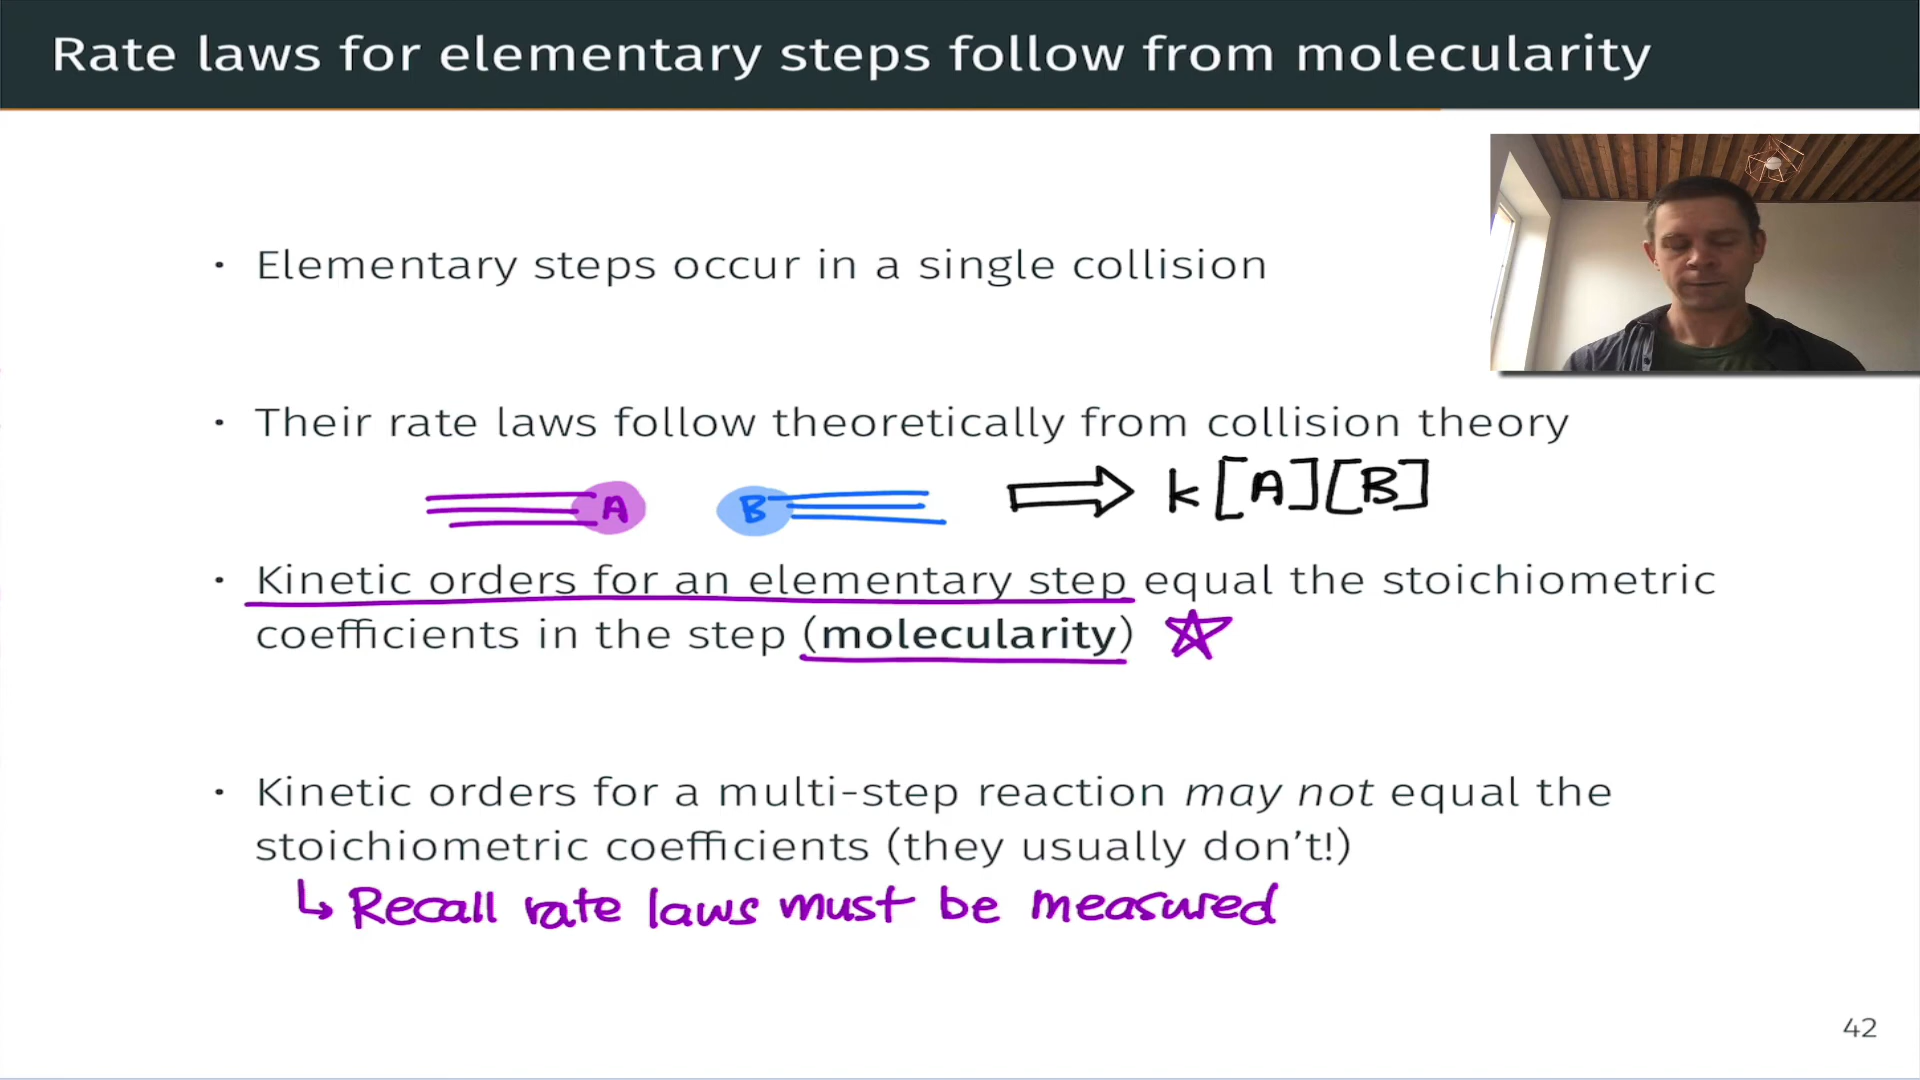 Rate laws for elementary steps follow from molecularity
· Elementary steps occur in a single collision
· Their rate laws follow theoretically from collision theory
A B ⇒ k[A][B]
· Kinetic orders for an elementary step equal the stoichiometric
coefficients in the step (molecularity) ☆
· Kinetic orders for a multi-step reaction may not equal the
stoichiometric coefficients (they usually don’t!)
↳ Recall rate laws must be measured
42